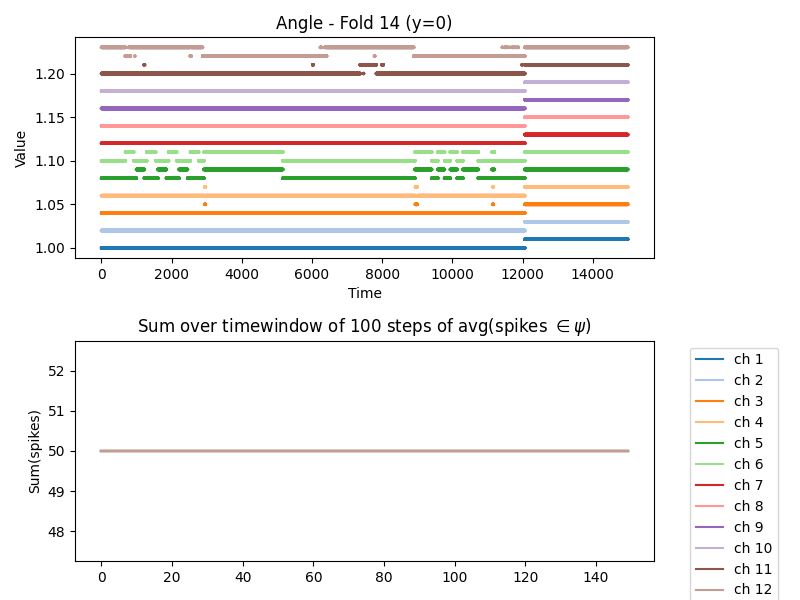 Angle - Fold 14 (y=0)
Value
1.20
1.15
1.10
1.05
1.00
0 2000 4000 6000 8000 10000 12000 14000
Time
Sum over timewindow of 100 steps of avg(spikes ∈ ψ)
Sum(spikes)
52
51
50
49
48
0 20 40 60 80 100 120 140
ch 1
ch 2
ch 3
ch 4
ch 5
ch 6
ch 7
ch 8
ch 9
ch 10
ch 11
ch 12